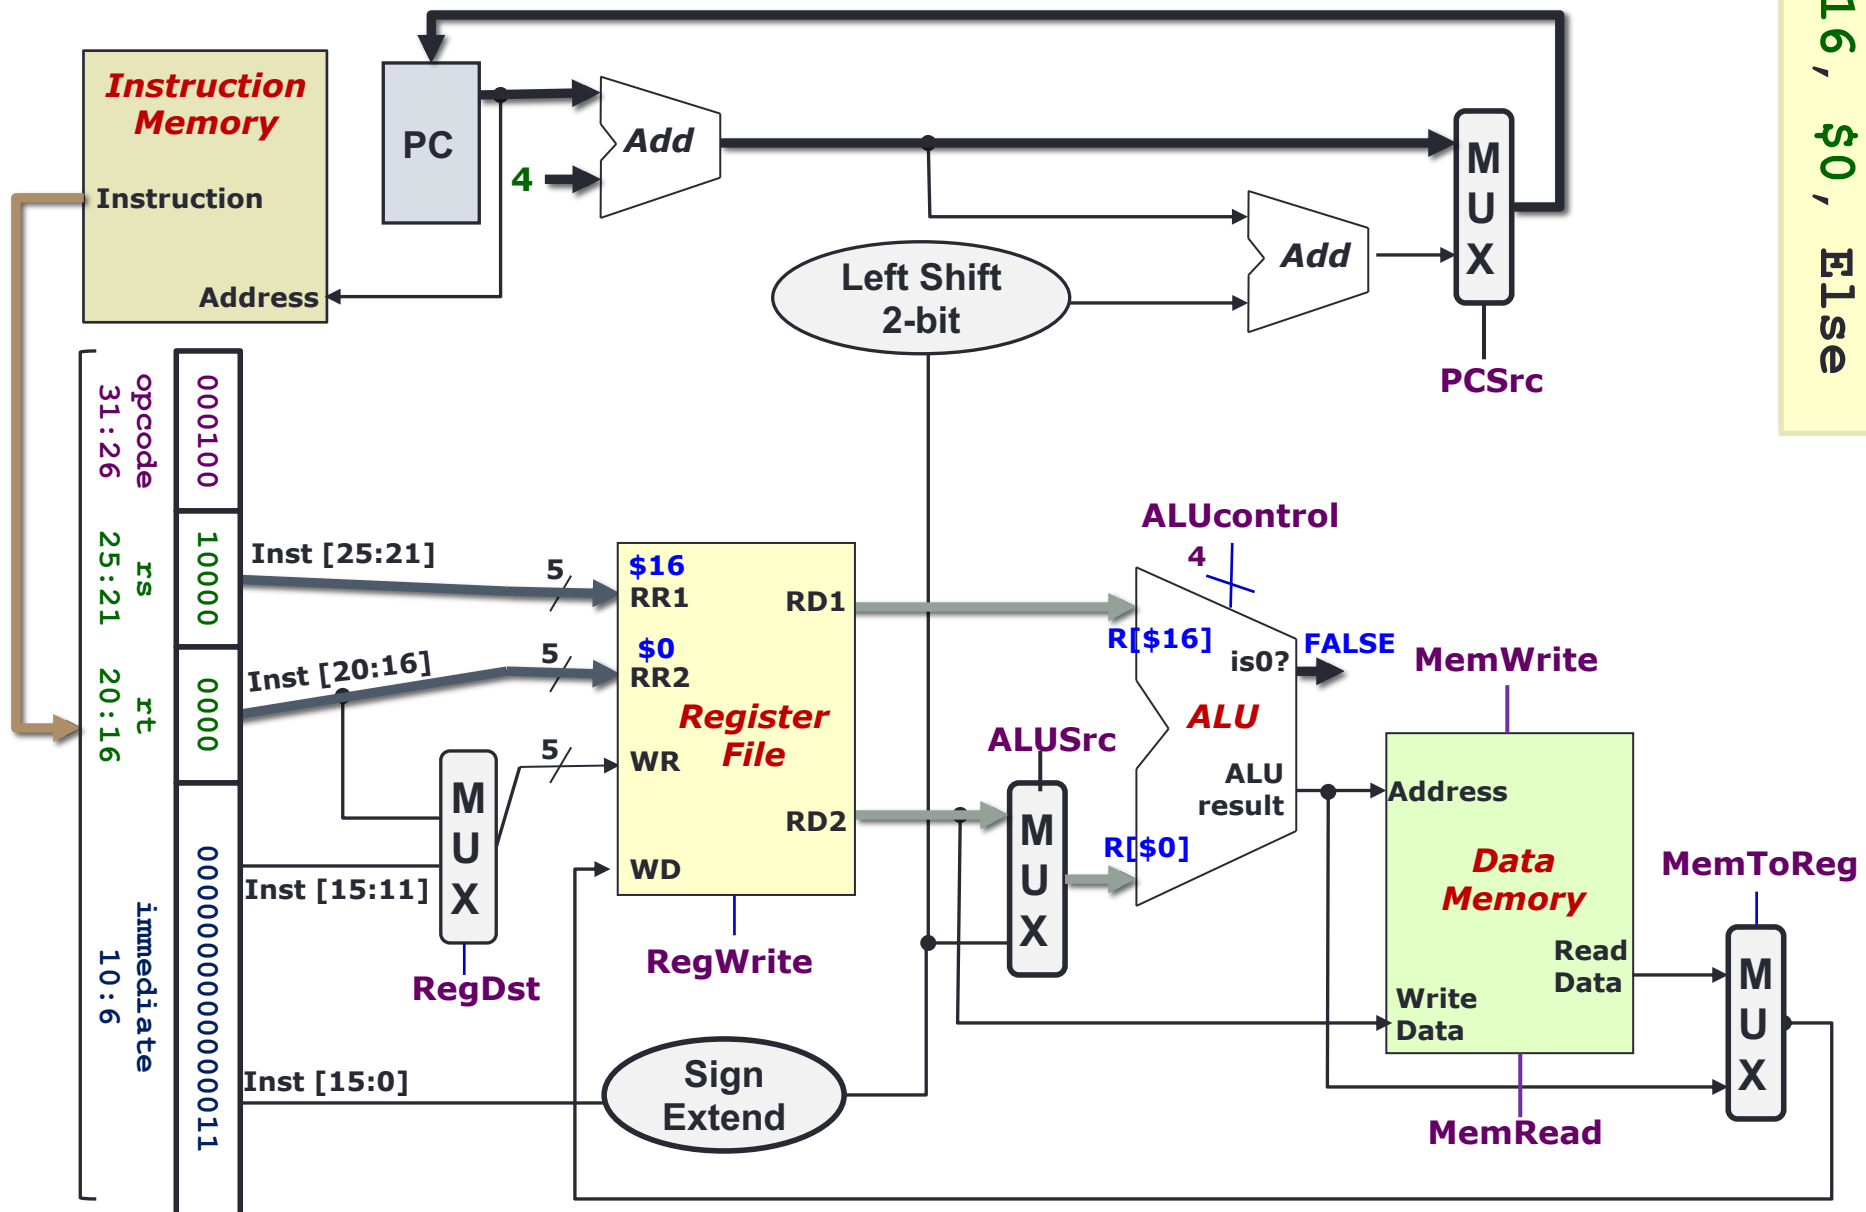 16, $0, Else
Instruction
Memory
Instruction
Address
PC
4
Add
Add
Left Shift
2-bit
M
U
X
PCSrc
opcode
31:26
000100
rs
25:21
10000
rt
20:16
0000
immediate
10:6
0000000000000011
Inst [25:21]
5
Inst [20:16]
5
5
Inst [15:11]
Inst [15:0]
M
U
X
RegDst
$16
RR1
$0
RR2
WR
WD
RD1
RD2
Register
File
RegWrite
Sign
Extend
ALUSrc
M
U
X
ALUcontrol
4
R[$16]
R[$0]
is0?
FALSE
ALU
ALU
result
MemWrite
Address
Data
Memory
Read
Data
Write
Data
MemRead
MemToReg
M
U
X